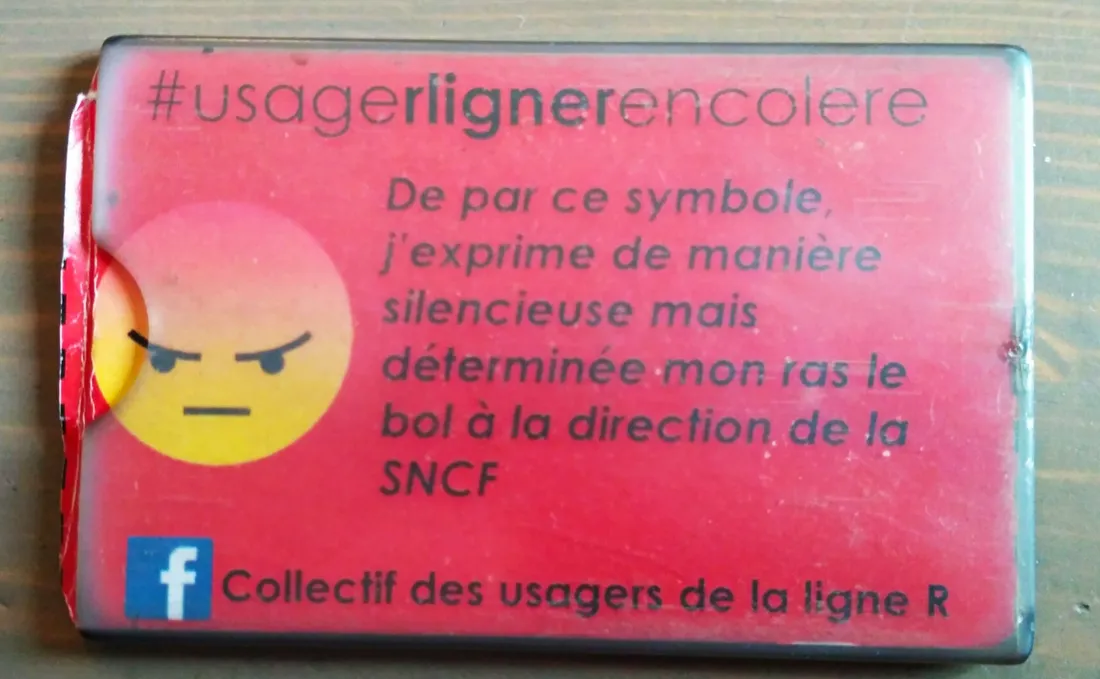 #usagerlignerencolere
De par ce symbole,
j'exprime de manière
silencieuse mais
déterminée mon ras le
bol à la direction de la
SNCF
f Collectif des usagers de la ligne R